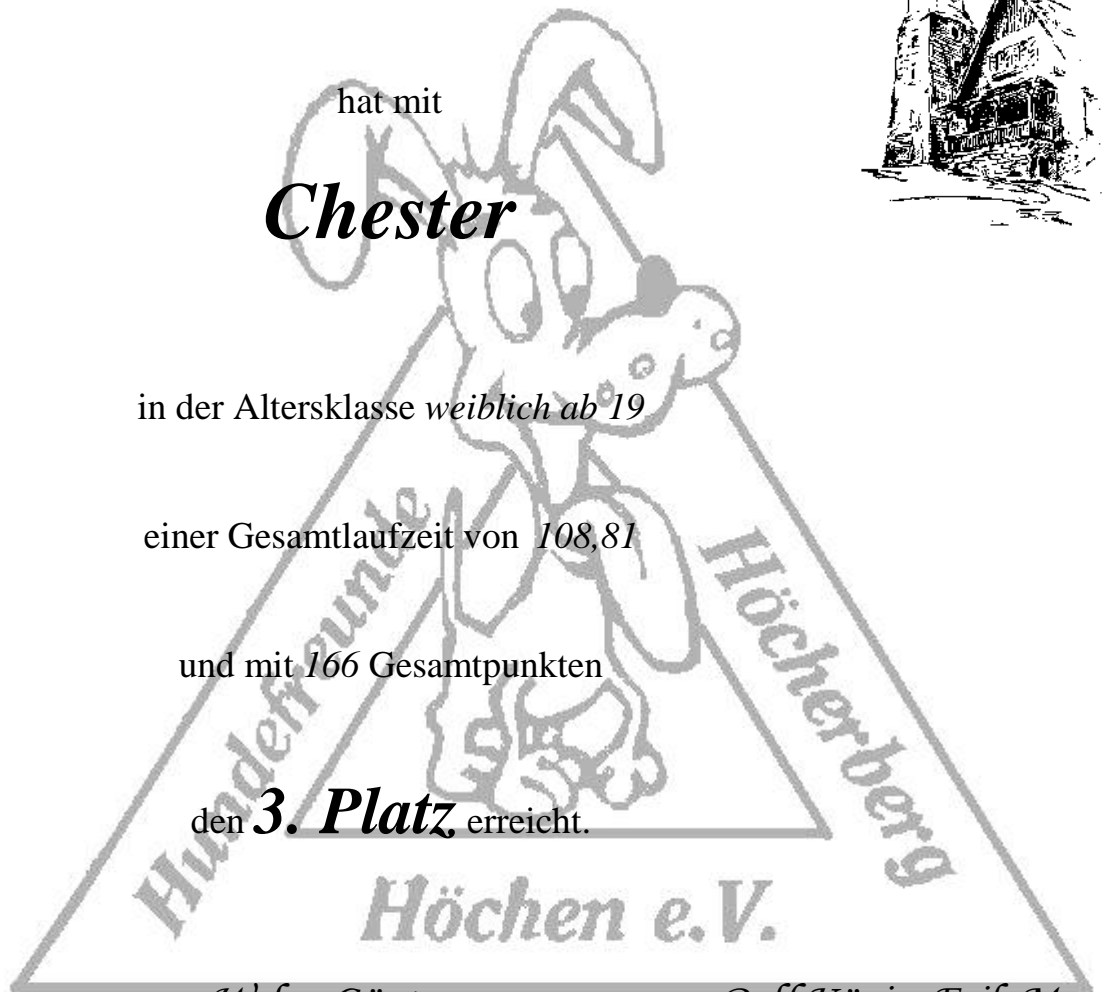 hat mit
Chester
in der Altersklasse weiblich ab 19
einer Gesamtlaufzeit von 108,81
und mit 166 Gesamtpunkten
den 3. Platz erreicht.
Hundefreunde
Höcherberg
Höchen e.V.